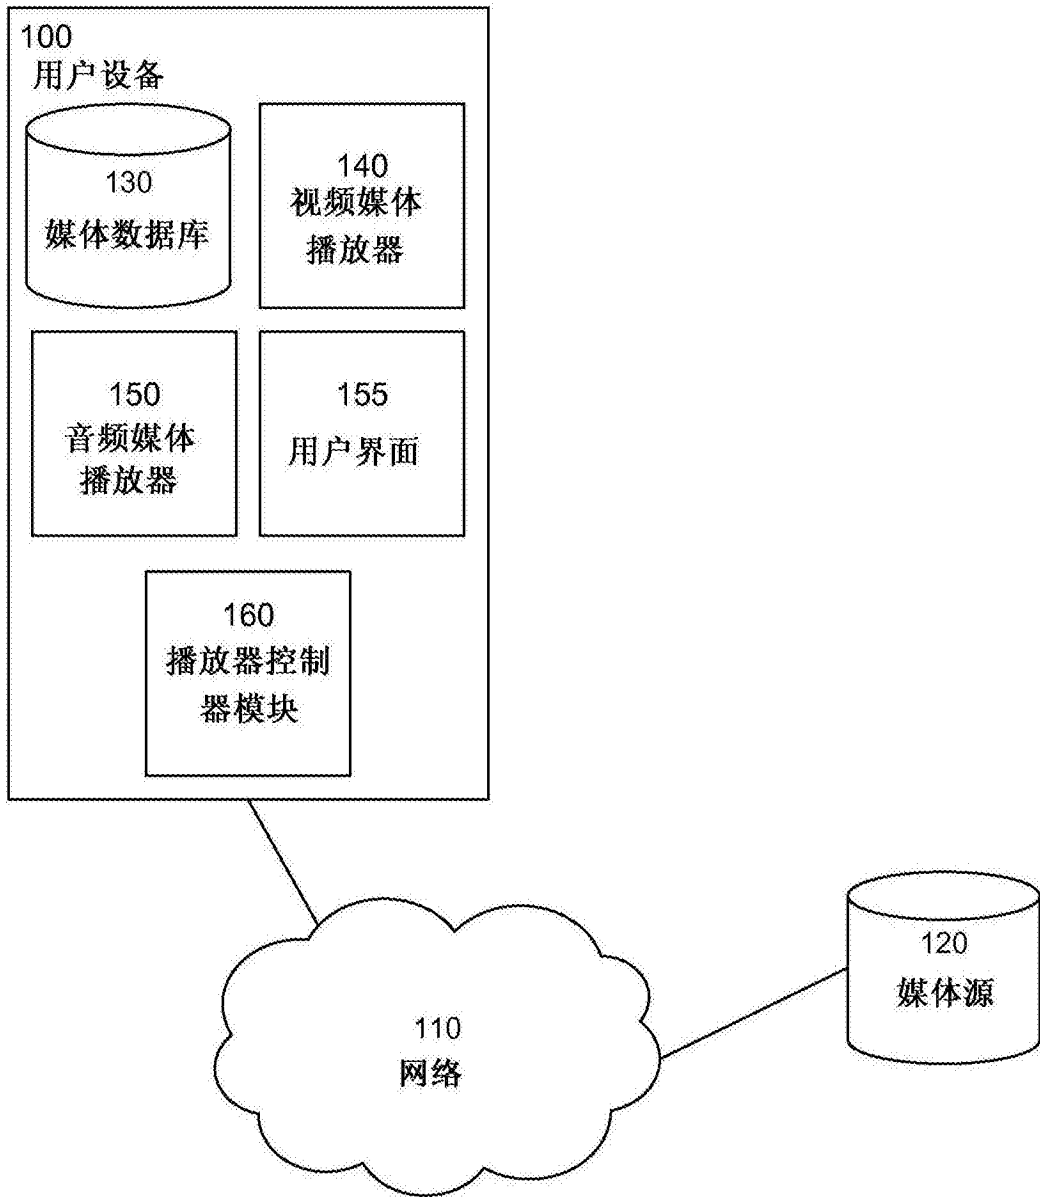 100
用户设备
130
媒体数据库
140
视频媒体
播放器
150
音频媒体
播放器
155
用户界面
160
播放器控制
器模块
120
媒体源
110
网络